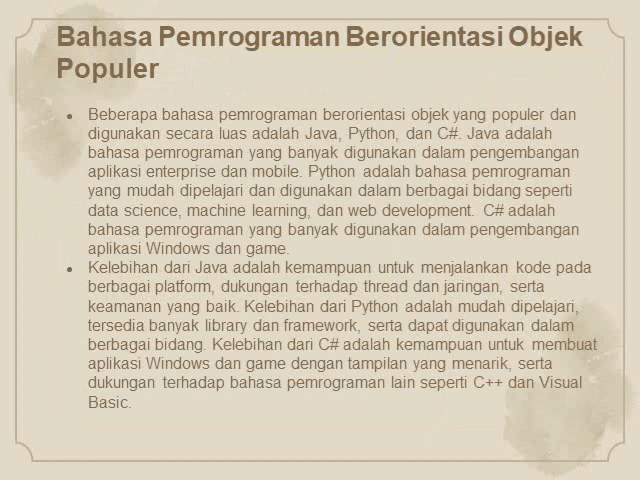 Bahasa Pemrograman Berorientasi Objek
Populer
● Beberapa bahasa pemrograman berorientasi objek yang populer dan
digunakan secara luas adalah Java, Python, dan C#. Java adalah
bahasa pemrograman yang banyak digunakan dalam pengembangan
aplikasi enterprise dan mobile. Python adalah bahasa pemrograman
yang mudah dipelajari dan digunakan dalam berbagai bidang seperti
data science, machine learning, dan web development. C# adalah
bahasa pemrograman yang banyak digunakan dalam pengembangan
aplikasi Windows dan game.
● Kelebihan dari Java adalah kemampuan untuk menjalankan kode pada
berbagai platform, dukungan terhadap thread dan jaringan, serta
keamanan yang baik. Kelebihan dari Python adalah mudah dipelajari,
tersedia banyak library dan framework, serta dapat digunakan dalam
berbagai bidang. Kelebihan dari C# adalah kemampuan untuk membuat
aplikasi Windows dan game dengan tampilan yang menarik, serta
dukungan terhadap bahasa pemrograman lain seperti C++ dan Visual
Basic.